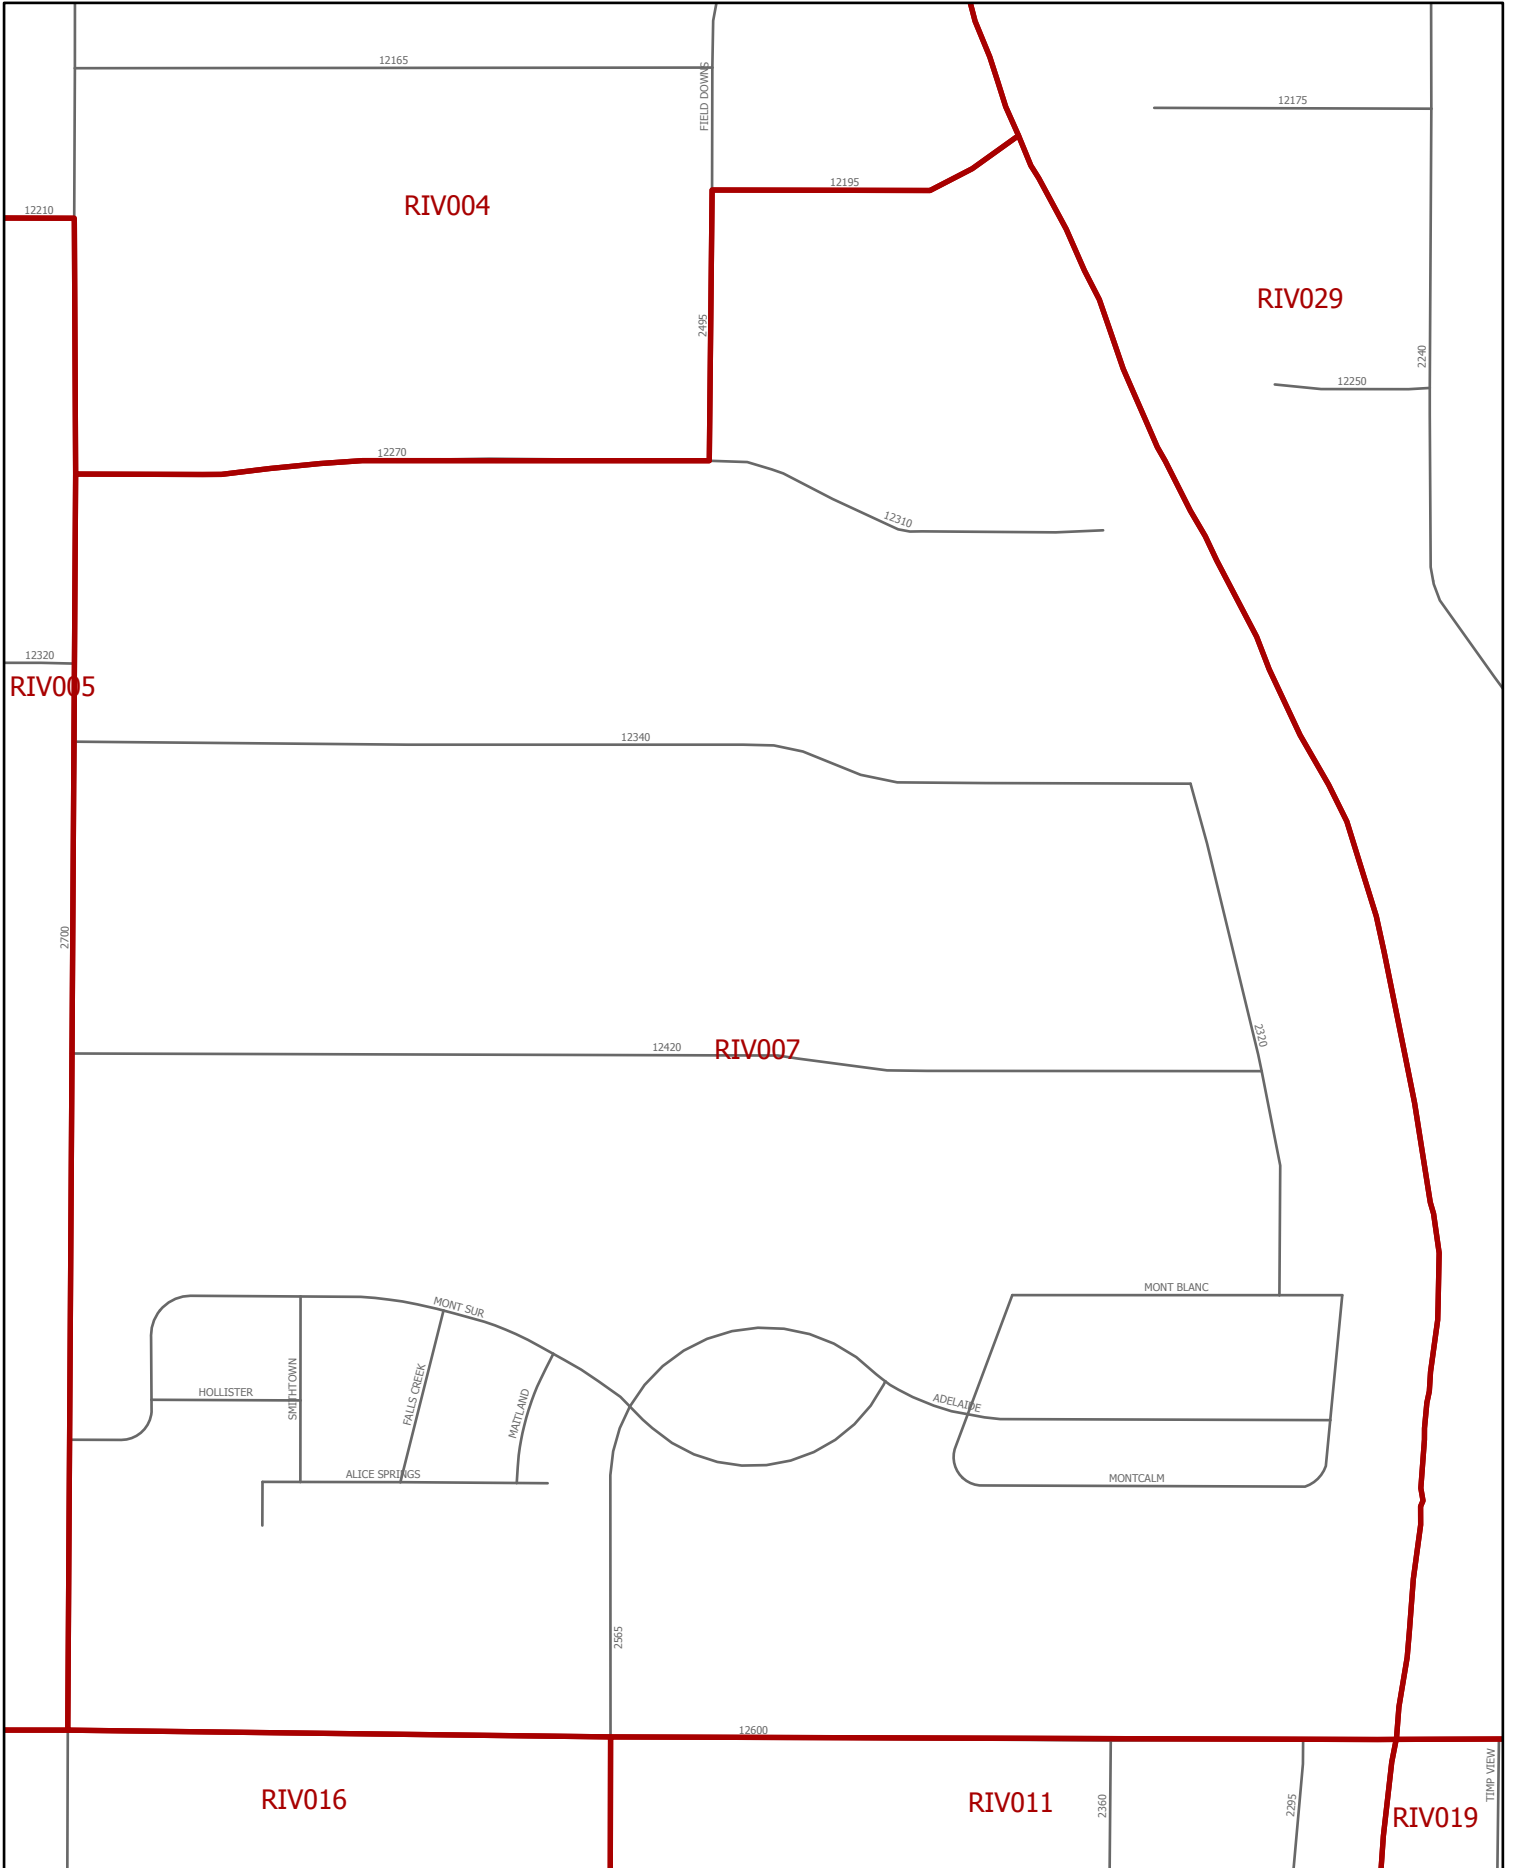 12165
FIELD DOWNS
12175
12195
RIV004
12210
RIV029
2495
2240
12250
12270
12310
12320
RIV005
12340
2700
2320
12420
RIV007
MONT BLANC
MONT SUR
HOLLISTER
SMITHTOWN
FALLS CREEK
MAITLAND
ADELAIDE
ALICE SPRINGS
MONTCALM
2565
12600
TIMP VIEW
RIV016
RIV011
2360
2295
RIV019